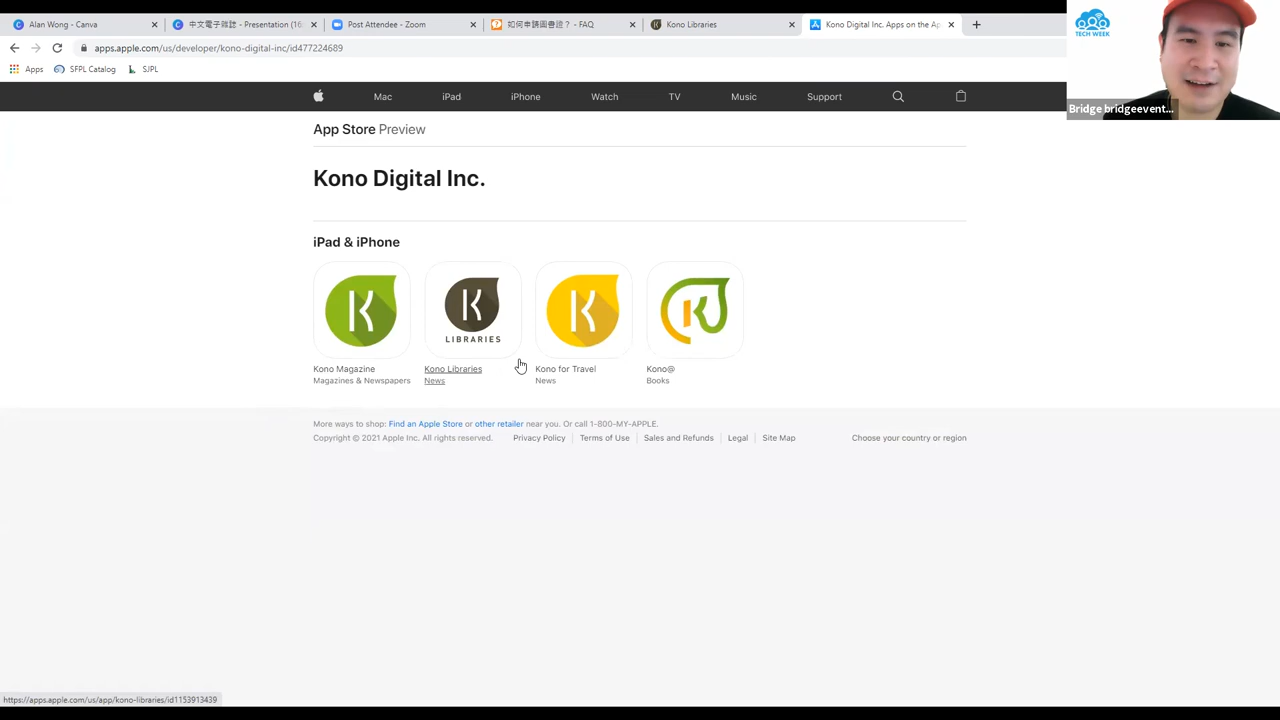 Alan Wong - Canva
中文電子雜誌 - Presentation (16:
Post Attendee - Zoom
如何申請圖書證？ - FAQ
Kono Libraries
Kono Digital Inc. Apps on the Ap
apps.apple.com/us/developer/kono-digital-inc/id477224689
Apps
SFPL Catalog
SJPL
TECH WEEK
Bridge bridgeevent...
Mac
iPad
iPhone
Watch
TV
Music
Support
App Store Preview
Kono Digital Inc.
iPad & iPhone
LIBRARIES
Kono Magazine
Magazines & Newspapers
Kono Libraries
News
Kono for Travel
News
Kono@
Books
More ways to shop: Find an Apple Store or other retailer near you. Or call 1-800-MY-APPLE.
Copyright © 2021 Apple Inc. All rights reserved.
Privacy Policy
Terms of Use
Sales and Refunds
Legal
Site Map
Choose your country or region
https://apps.apple.com/us/app/kono-libraries/id1153913439